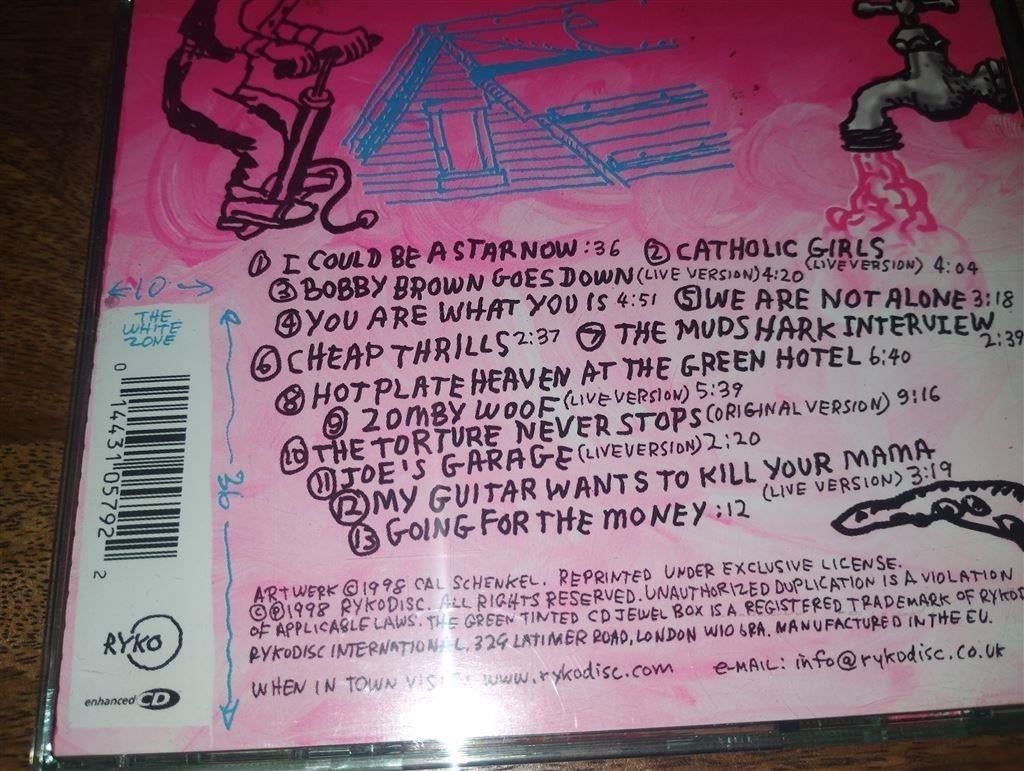 ① I COULD BE A STAR NOW :36 ② CATHOLIC GIRLS
(LIVE VERSION) 4:04
③ BOBBY BROWN GOES DOWN (LIVE VERSION) 4:20
④ YOU ARE WHAT YOU IS 4:51 ⑤ WE ARE NOT ALONE 3:18
⑥ CHEAP THRILLS 2:37 ⑦ THE MUDSHARK INTERVIEW
2:39
⑧ HOT PLATE HEAVEN AT THE GREEN HOTEL 6:40
⑨ ZOMBY WOOF (LIVE VERSION) 5:39
⑩ THE TORTURE NEVER STOPS (ORIGINAL VERSION) 9:16
⑪ JOE'S GARAGE (LIVE VERSION) 2:20
⑫ MY GUITAR WANTS TO KILL YOUR MAMA
(LIVE VERSION) 3:19
⑬ GOING FOR THE MONEY :12
ARTWERK © 1998 CAL SCHENKEL. REPRINTED UNDER EXCLUSIVE LICENSE.
© ℗ 1998 RYKODISC. ALL RIGHTS RESERVED. UNAUTHORIZED DUPLICATION IS A VIOLATION
OF APPLICABLE LAWS. THE GREEN TINTED CD JEWEL BOX IS A REGISTERED TRADEMARK OF
RYKODISC INTERNATIONAL, 329 LATIMER ROAD, LONDON W10 6RA. MANUFACTURED IN THE EU.
WHEN IN TOWN www.rykodisc.com e-MAIL: info@rykodisc.co.uk
10
THE
WHITE
ZONE
36
0 14431 05792 2
RYKO
enhanced CD